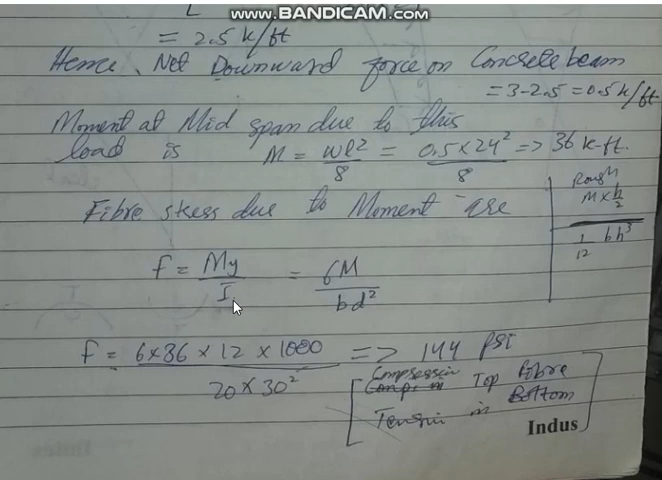 www.BANDICAM.com
L
= 2.5 k/ft
Hence, Net Downward force on Concrete beam
= 3-2.5 = 0.5 k/ft
Moment at Mid span due to this
load is M = wl²/8 = 0.5×24²/8 => 36 k-ft.
Rough
M × h/2
1/12 bh³
Fibre stress due to Moment are
f = My/I = 6M/bd²
f = 6×36 × 12 × 1000 / 20×30² => 144 psi
Compression Top Fibre
Tension in Bottom
Indus